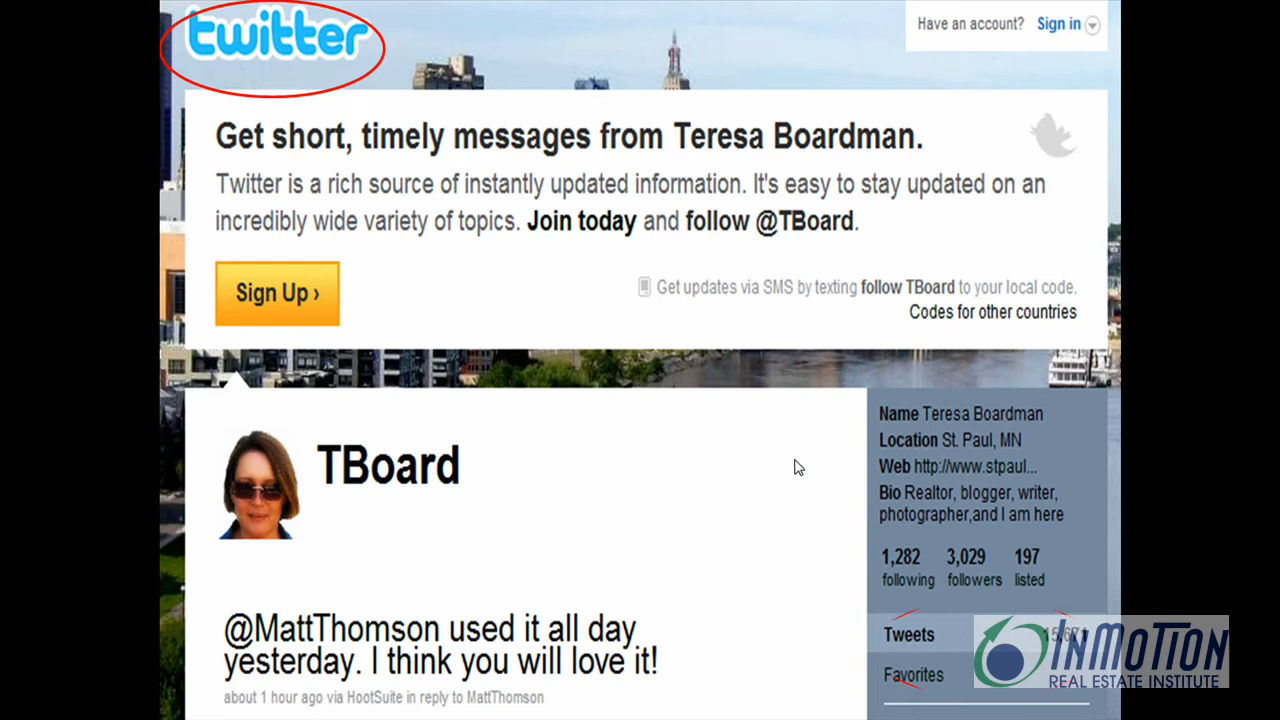 twitter
Have an account? Sign in
Get short, timely messages from Teresa Boardman.
Twitter is a rich source of instantly updated information. It's easy to stay updated on an
incredibly wide variety of topics. Join today and follow @TBoard.
Sign Up ›
Get updates via SMS by texting follow TBoard to your local code.
Codes for other countries
TBoard
@MattThomson used it all day
yesterday. I think you will love it!
about 1 hour ago via HootSuite in reply to MattThomson
Name Teresa Boardman
Location St. Paul, MN
Web http://www.stpaul...
Bio Realtor, blogger, writer,
photographer,and I am here
1,282 3,029 197
following followers listed
Tweets 15,671
Favorites
INMOTION
REAL ESTATE INSTITUTE